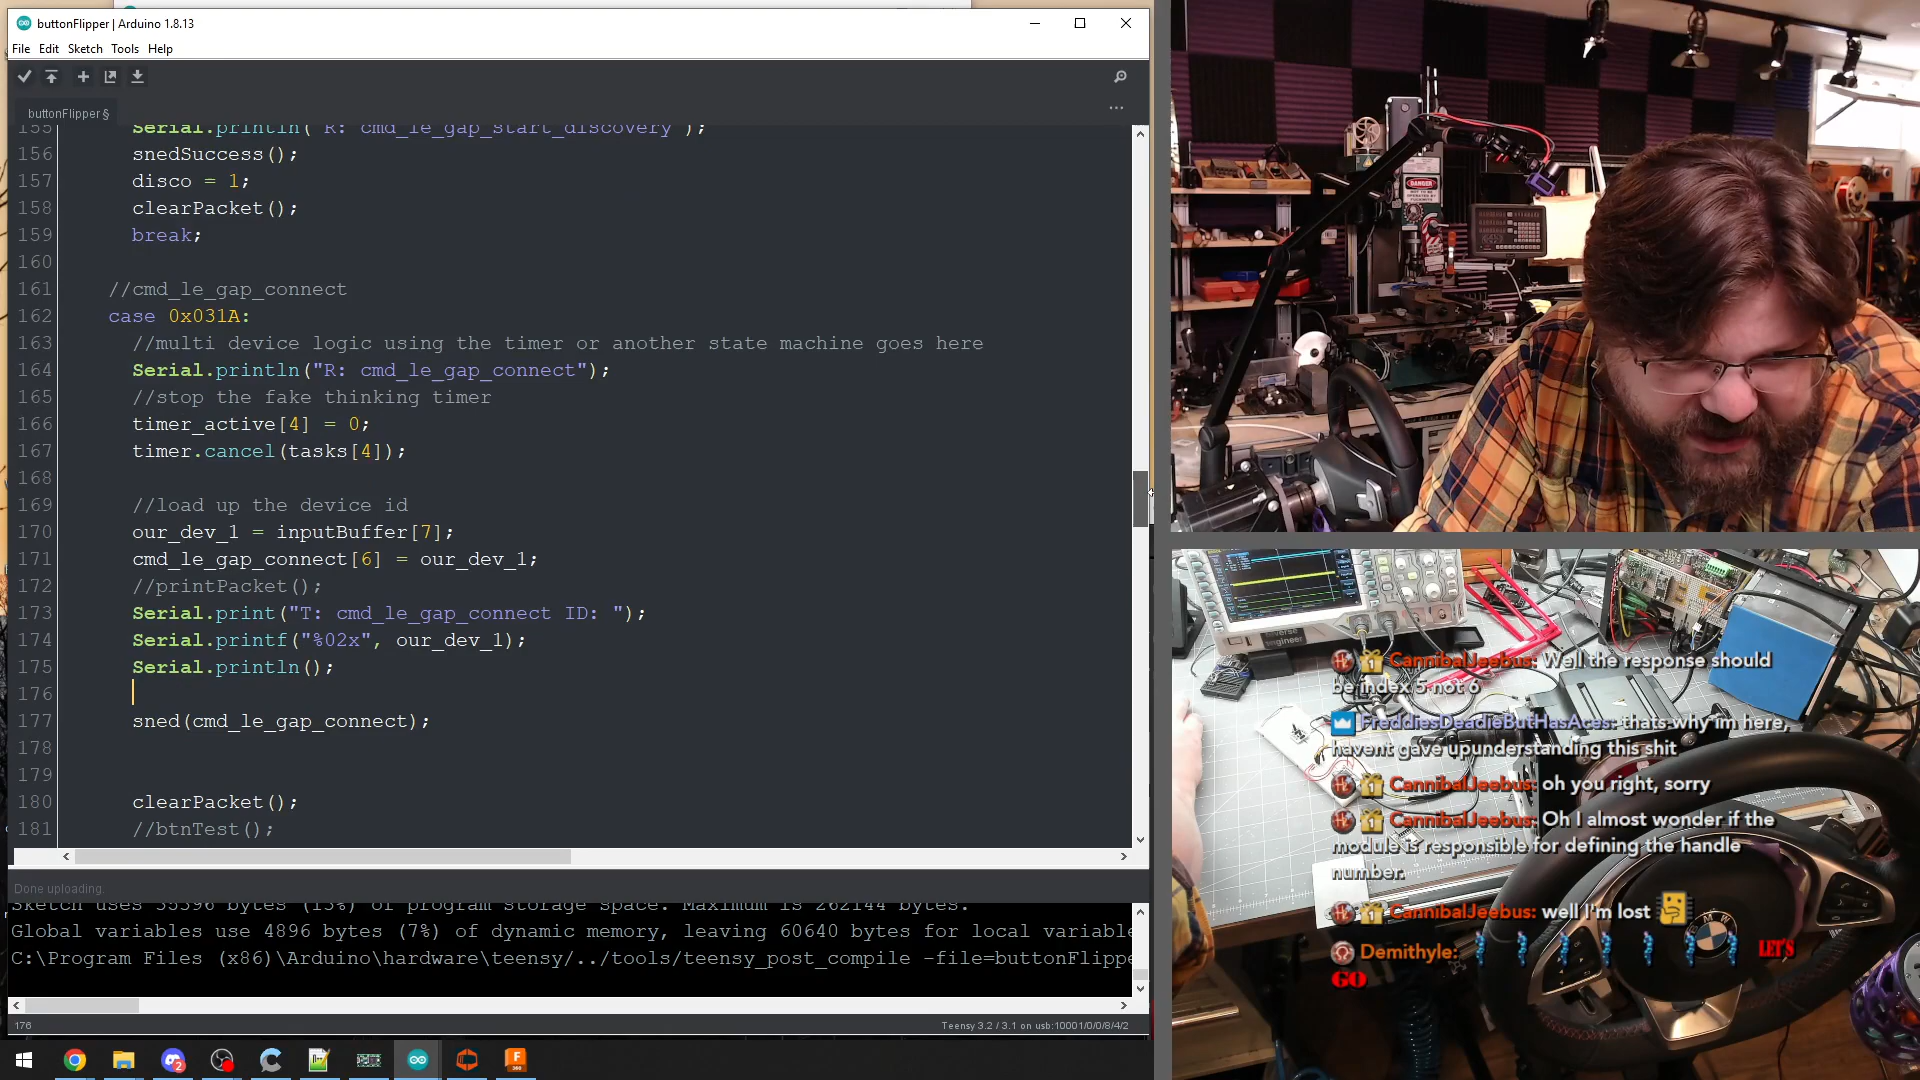 buttonFlipper | Arduino 1.8.13
File Edit Sketch Tools Help
buttonFlipper §
155 Serial.println("R: cmd_le_gap_start_discovery");
156 snedSuccess();
157 disco = 1;
158 clearPacket();
159 break;
160
161 //cmd_le_gap_connect
162 case 0x031A:
163 //multi device logic using the timer or another state machine goes here
164 Serial.println("R: cmd_le_gap_connect");
165 //stop the fake thinking timer
166 timer_active[4] = 0;
167 timer.cancel(tasks[4]);
168
169 //load up the device id
170 our_dev_1 = inputBuffer[7];
171 cmd_le_gap_connect[6] = our_dev_1;
172 //printPacket();
173 Serial.print("T: cmd_le_gap_connect ID: ");
174 Serial.printf("%02x", our_dev_1);
175 Serial.println();
176
177 sned(cmd_le_gap_connect);
178
179
180 clearPacket();
181 //btnTest();
Done uploading.
Sketch uses 35396 bytes (13%) of program storage space. Maximum is 262144 bytes.
Global variables use 4896 bytes (7%) of dynamic memory, leaving 60640 bytes for local variable
C:\Program Files (x86)\Arduino\hardware\teensy/../tools/teensy_post_compile -file=buttonFlippe
176
Teensy 3.2 / 3.1 on usb:10001/0/0/8/4/2
DANGER
CannibalJeebus: Well the response should
be index 5 not 6
FreddiesDeadieButHasAces: thats why im here,
havent gave upunderstanding this shit
CannibalJeebus: oh you right, sorry
CannibalJeebus: Oh I almost wonder if the
module is responsible for defining the handle
number.
CannibalJeebus: well I'm lost
Demithyle: LET'S
GO